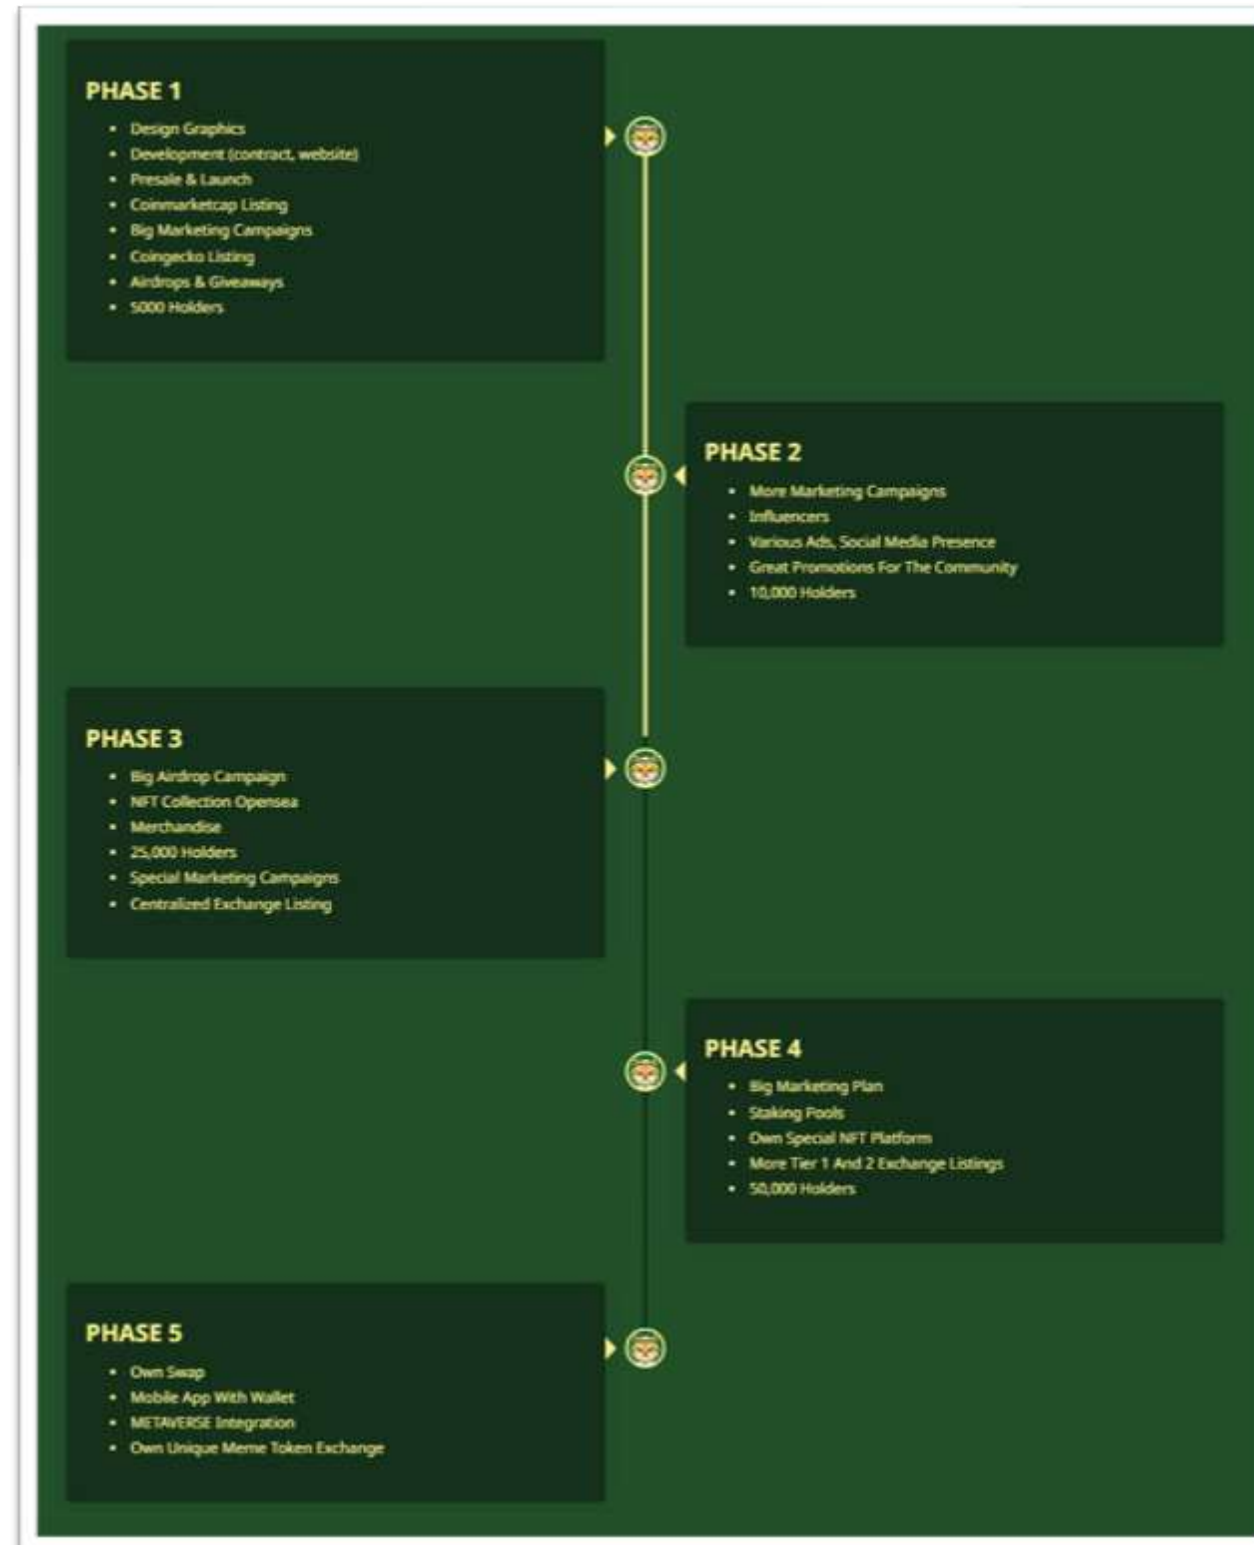 PHASE 1
• Design Graphics
• Development (contract, website)
• Presale & Launch
• Coinmarketcap Listing
• Big Marketing Campaigns
• Coingecko Listing
• Airdrops & Giveaways
• 5000 Holders
PHASE 2
• More Marketing Campaigns
• Influencers
• Various Ads, Social Media Presence
• Great Promotions For The Community
• 10,000 Holders
PHASE 3
• Big Airdrop Campaign
• NFT Collection Opensea
• Merchandise
• 25,000 Holders
• Special Marketing Campaigns
• Centralized Exchange Listing
PHASE 4
• Big Marketing Plan
• Staking Pools
• Own Special NFT Platform
• More Tier 1 And 2 Exchange Listings
• 50,000 Holders
PHASE 5
• Own Swap
• Mobile App With Wallet
• METAVERSE Integration
• Own Unique Meme Token Exchange